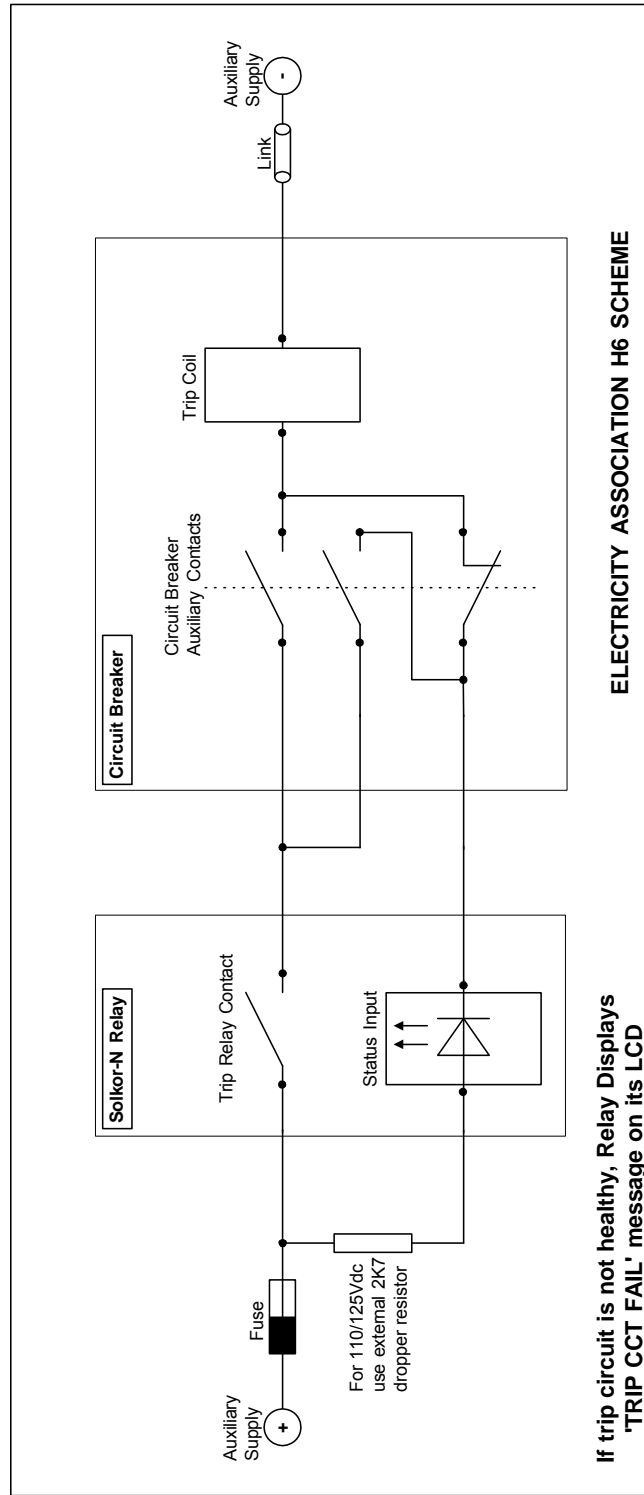 Auxiliary
Supply
+
Fuse
For 110/125Vdc
use external 2K7
dropper resistor
Solkor-N Relay
Trip Relay Contact
Status Input
Circuit Breaker
Circuit Breaker
Auxiliary Contacts
Trip Coil
Link
Auxiliary
Supply
-
If trip circuit is not healthy, Relay Displays
'TRIP CCT FAIL' message on its LCD
ELECTRICITY ASSOCIATION H6 SCHEME